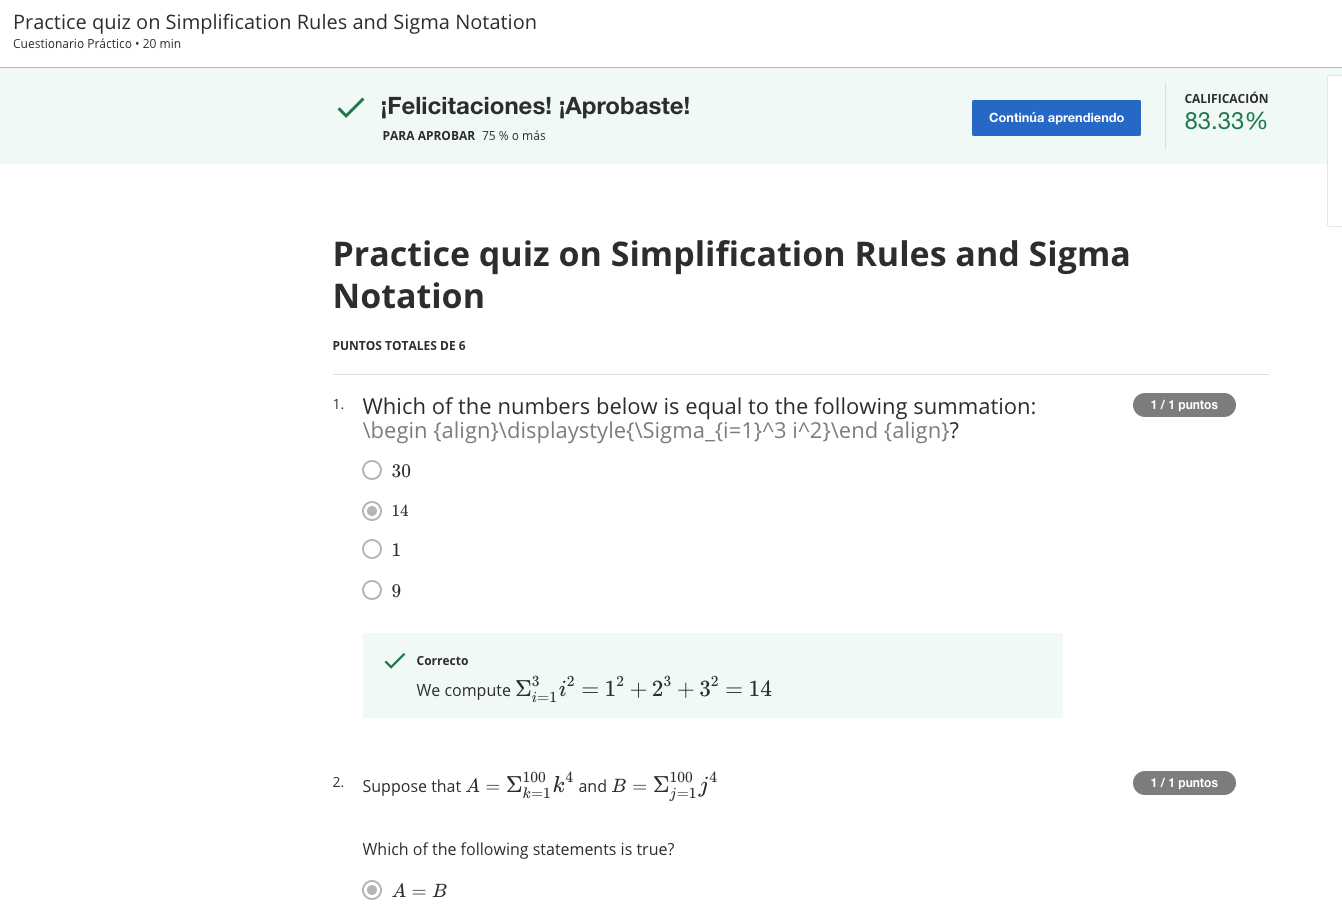 Practice quiz on Simplification Rules and Sigma Notation
Cuestionario Práctico • 20 min
¡Felicitaciones! ¡Aprobaste!
PARA APROBAR 75 % o más
Continúa aprendiendo
CALIFICACIÓN
83.33%
Practice quiz on Simplification Rules and Sigma
Notation
PUNTOS TOTALES DE 6
1. Which of the numbers below is equal to the following summation:
\begin {align}\displaystyle{\Sigma_{i=1}^3 i^2}\end {align}?
1 / 1 puntos
30
14
1
9
Correcto
We compute $\Sigma_{i=1}^{3} i^2 = 1^2 + 2^3 + 3^2 = 14$
2. Suppose that $A = \Sigma_{k=1}^{100} k^4$ and $B = \Sigma_{j=1}^{100} j^4$
1 / 1 puntos
Which of the following statements is true?
$A = B$